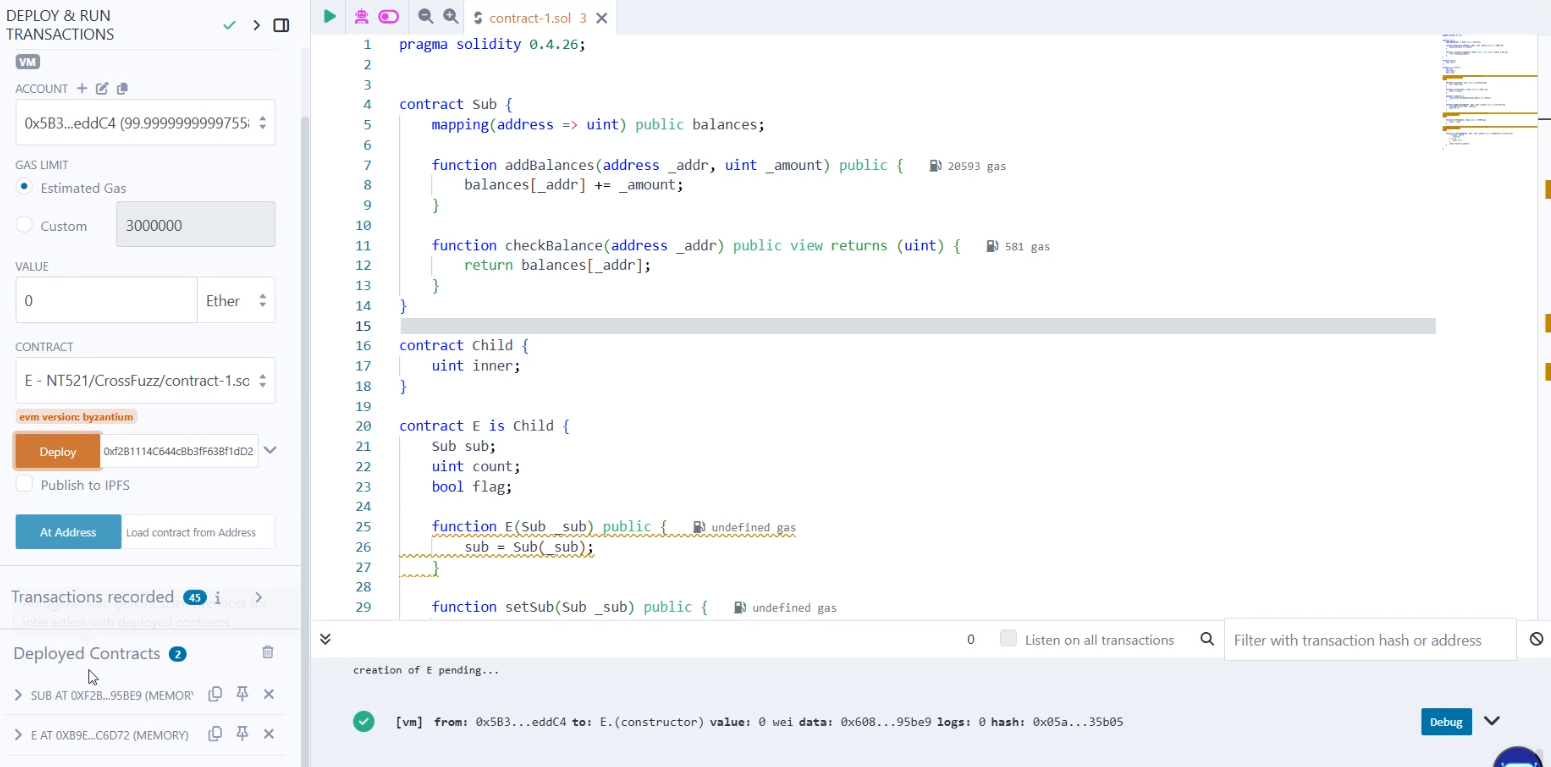 DEPLOY & RUN
TRANSACTIONS
VM
ACCOUNT
0x5B3...eddC4 (99.99999999999755
GAS LIMIT
Estimated Gas
Custom
3000000
VALUE
0
Ether
CONTRACT
E - NT521/CrossFuzz/contract-1.so
evm version: byzantium
Deploy
0xf2B1114C644cBb3fF63Bf1dD2
Publish to IPFS
At Address
Load contract from Address
Transactions recorded 45 i
interaction with deployed contracts
Deployed Contracts 2
SUB AT 0XF2B...95BE9 (MEMORY
E AT 0XB9E...C6D72 (MEMORY)
contract-1.sol 3
1 pragma solidity 0.4.26;
2
3
4 contract Sub {
5 mapping(address => uint) public balances;
6
7 function addBalances(address _addr, uint _amount) public { 20593 gas
8 balances[_addr] += _amount;
9 }
10
11 function checkBalance(address _addr) public view returns (uint) { 581 gas
12 return balances[_addr];
13 }
14 }
15
16 contract Child {
17 uint inner;
18 }
19
20 contract E is Child {
21 Sub sub;
22 uint count;
23 bool flag;
24
25 function E(Sub _sub) public { undefined gas
26 sub = Sub(_sub);
27 }
28
29 function setSub(Sub _sub) public { undefined gas
0
Listen on all transactions
Filter with transaction hash or address
creation of E pending...
[vm] from: 0x5B3...eddC4 to: E.(constructor) value: 0 wei data: 0x608...95be9 logs: 0 hash: 0x05a...35b05
Debug